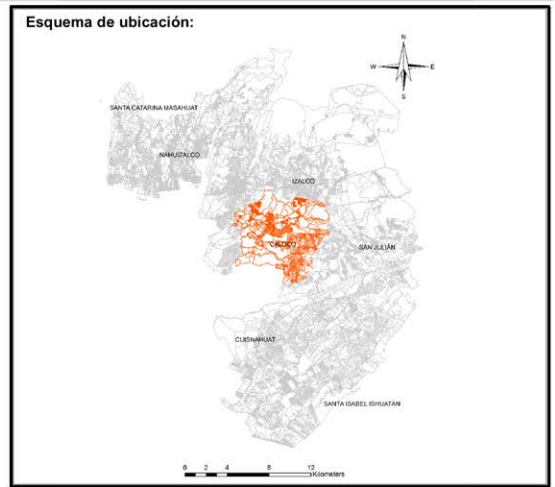 Esquema de ubicación:
N
W E
S
SANTA CATARINA MASAHUAT
NAHUIZALCO
IZALCO
CALUCO
SAN JULIÁN
CUISNAHUAT
SANTA ISABEL ISHUATÁN
0 2 4 8 12
Kilometers